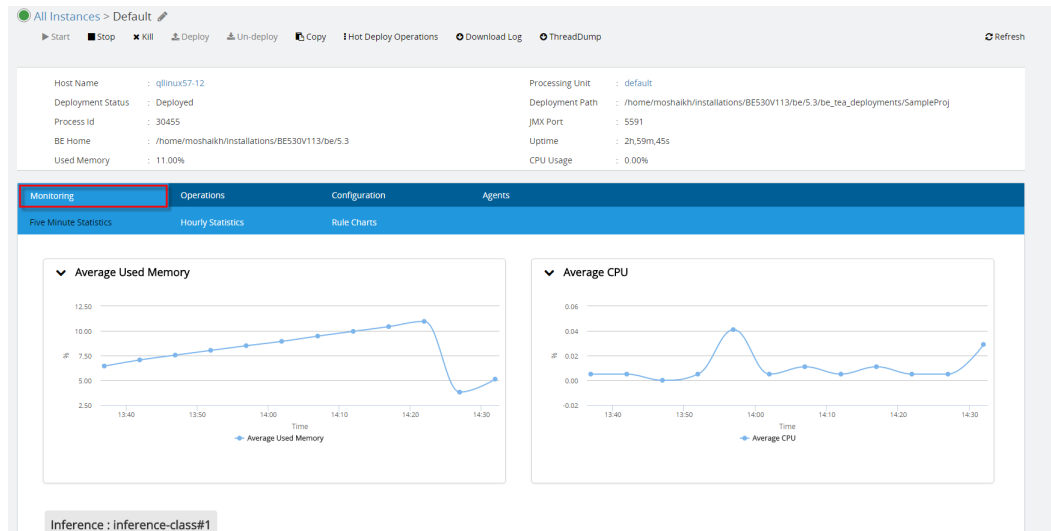 All Instances > Default
Start Stop Kill Deploy Un-deploy Copy Hot Deploy Operations Download Log ThreadDump Refresh
Host Name : qllinux57-12 Processing Unit : default
Deployment Status : Deployed Deployment Path : /home/moshaikh/installations/BE530V113/be/5.3/be_tea_deployments/SampleProj
Process Id : 30455 JMX Port : 5591
BE Home : /home/moshaikh/installations/BE530V113/be/5.3 Uptime : 2h,59m,45s
Used Memory : 11.00% CPU Usage : 0.00%
Monitoring Operations Configuration Agents
Five Minute Statistics Hourly Statistics Rule Charts
Average Used Memory
12.50
10.00
7.50
5.00
2.50
%
13:40 13:50 14:00 14:10 14:20 14:30
Time
Average Used Memory
Average CPU
0.06
0.04
0.02
0.00
-0.02
%
13:40 13:50 14:00 14:10 14:20 14:30
Time
Average CPU
Inference : inference-class#1